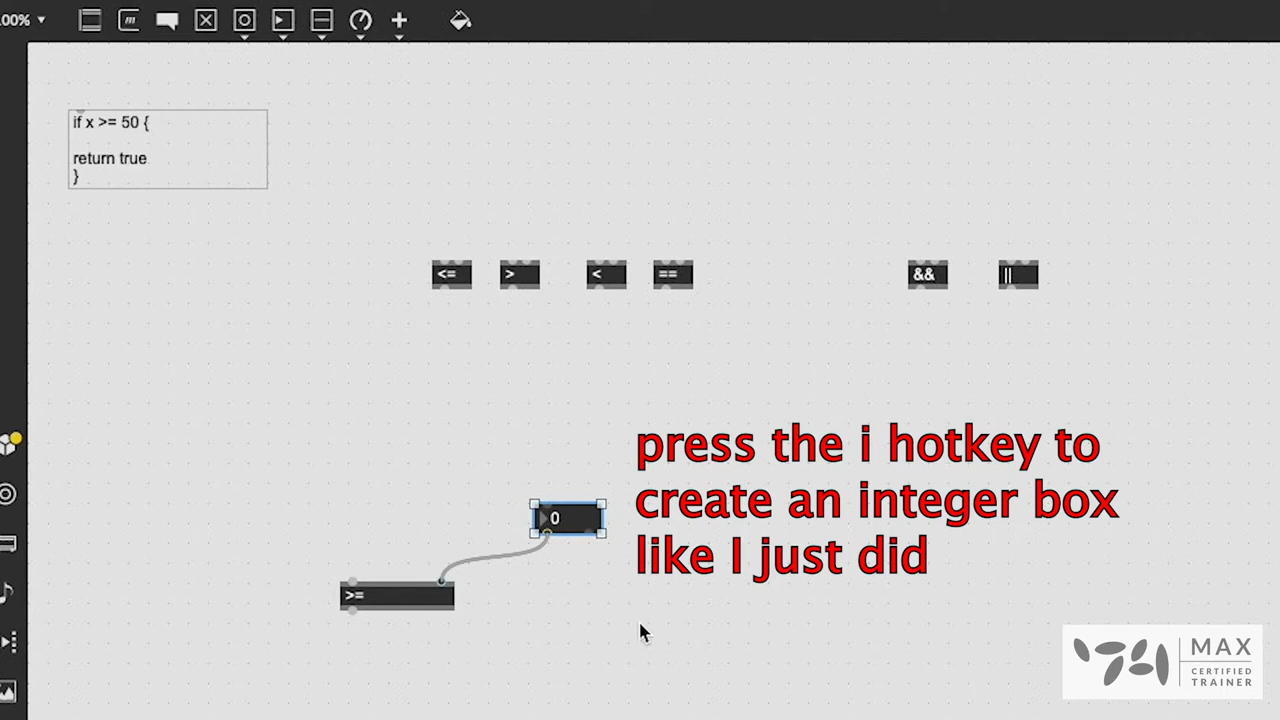 00%
if x >= 50 {
return true
}
<=
>
<
==
&&
||
press the i hotkey to
create an integer box
like I just did
0
>=
MAX
CERTIFIED
TRAINER